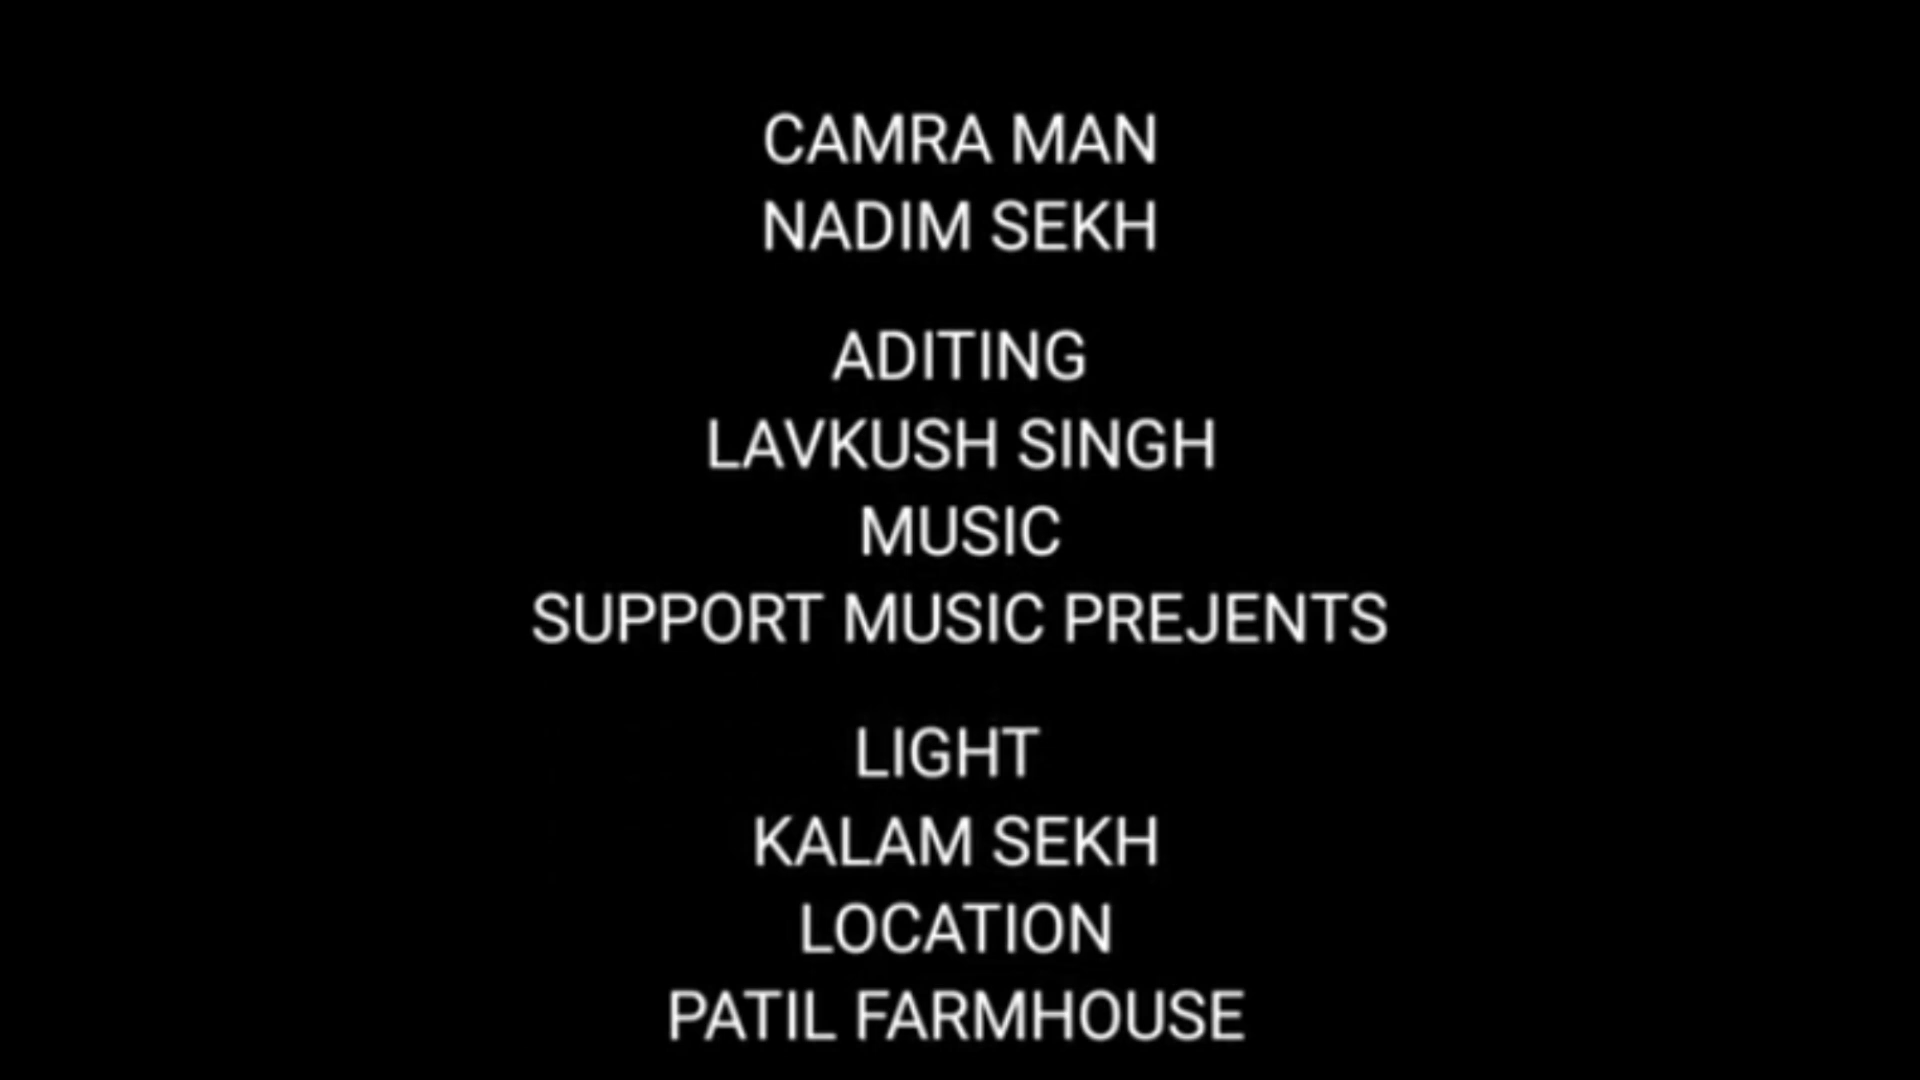 CAMRA MAN
NADIM SEKH
ADITING
LAVKUSH SINGH
MUSIC
SUPPORT MUSIC PREJENTS
LIGHT
KALAM SEKH
LOCATION
PATIL FARMHOUSE